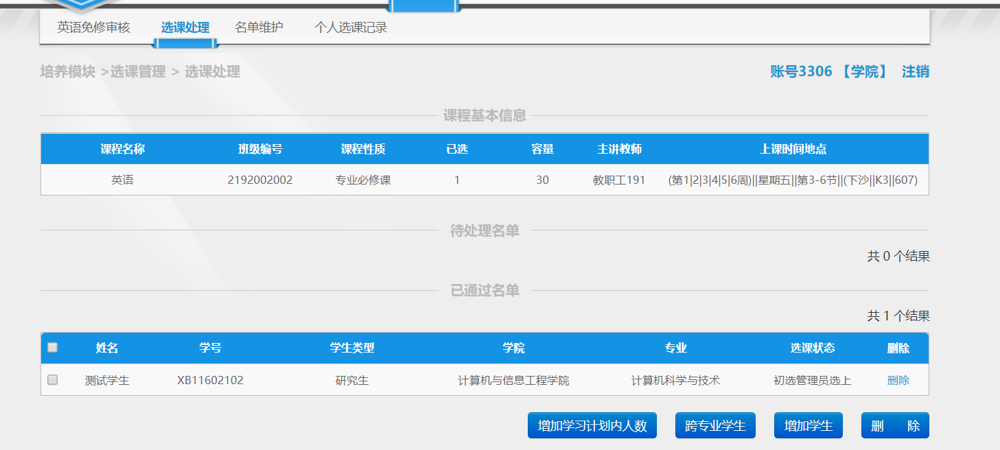 英语免修审核 选课处理 名单维护 个人选课记录
培养模块 >选课管理 > 选课处理 账号3306 【学院】 注销
课程基本信息
课程名称 班级编号 课程性质 已选 容量 主讲教师 上课时间地点
英语 2192002002 专业必修课 1 30 教职工191 (第1|2|3|4|5|6周)||星期五||第3-6节||(下沙||K3||607)
待处理名单
共 0 个结果
已通过名单
共 1 个结果
姓名 学号 学生类型 学院 专业 选课状态 删除
测试学生 XB11602102 研究生 计算机与信息工程学院 计算机科学与技术 初选管理员选上 删除
增加学习计划内人数 跨专业学生 增加学生 删 除